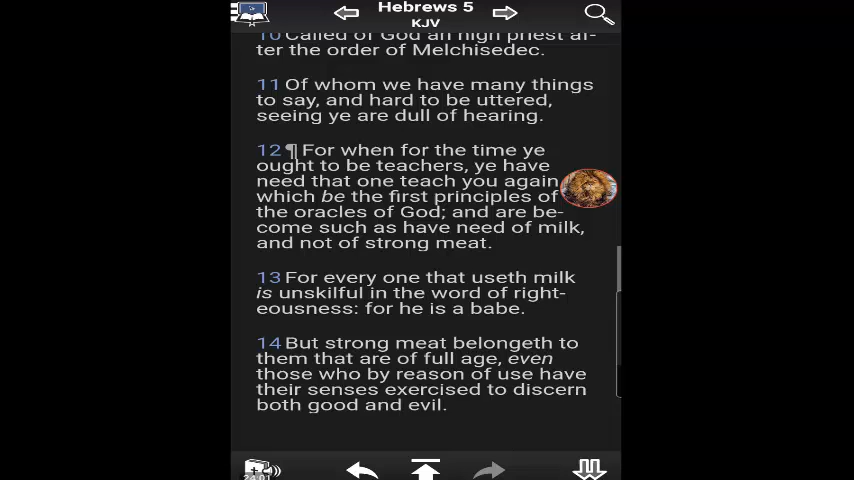 Hebrews 5
KJV
10 Called of God an high priest af-
ter the order of Melchisedec.
11 Of whom we have many things
to say, and hard to be uttered,
seeing ye are dull of hearing.
12 ¶ For when for the time ye
ought to be teachers, ye have
need that one teach you again
which be the first principles of
the oracles of God; and are be-
come such as have need of milk,
and not of strong meat.
13 For every one that useth milk
is unskilful in the word of right-
eousness: for he is a babe.
14 But strong meat belongeth to
them that are of full age, even
those who by reason of use have
their senses exercised to discern
both good and evil.
24:01